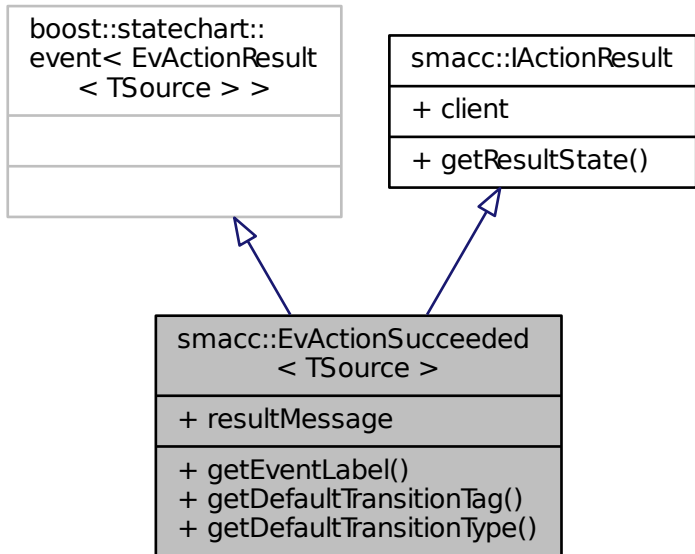 boost::statechart::
event< EvActionResult
< TSource > >
smacc::IActionResult
+ client
+ getResultState()
smacc::EvActionSucceeded
< TSource >
+ resultMessage
+ getEventLabel()
+ getDefaultTransitionTag()
+ getDefaultTransitionType()